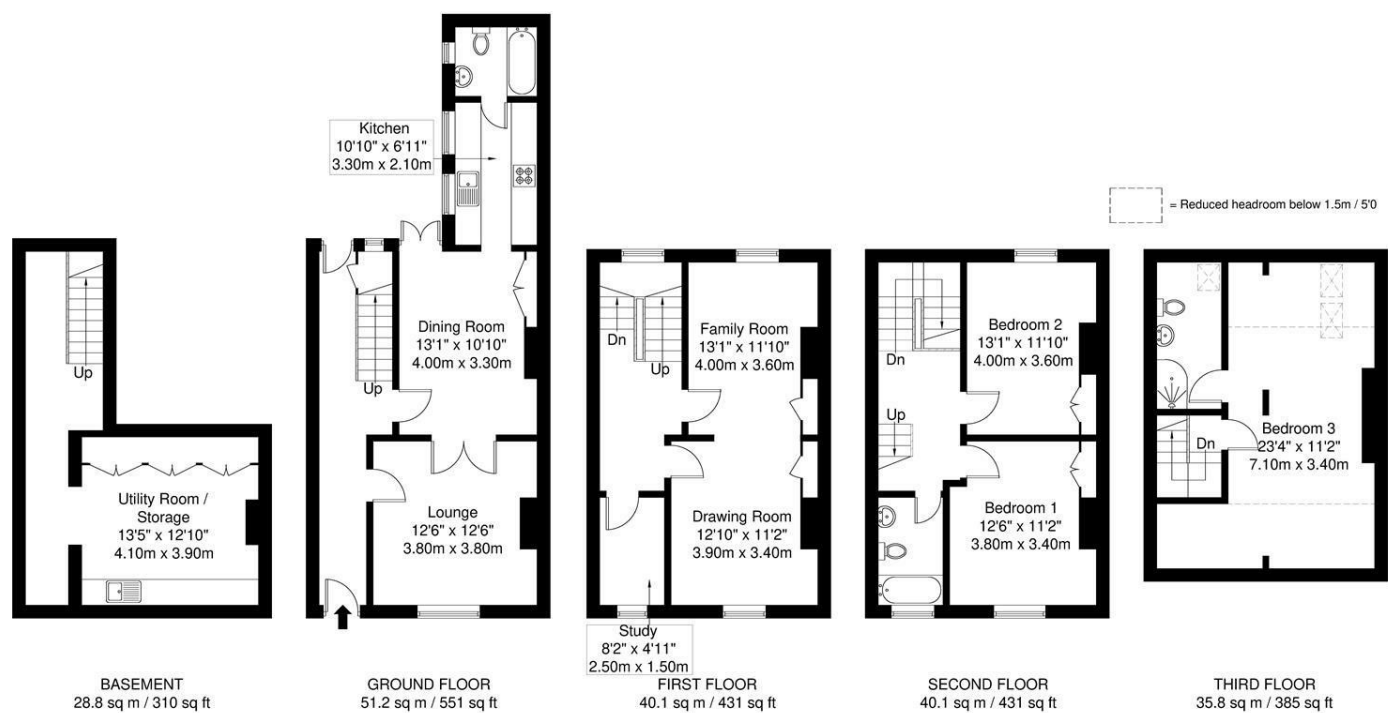 Kitchen
10'10" x 6'11"
3.30m x 2.10m
= Reduced headroom below 1.5m / 5'0
Up
Utility Room /
Storage
13'5" x 12'10"
4.10m x 3.90m
BASEMENT
28.8 sq m / 310 sq ft
Dining Room
13'1" x 10'10"
4.00m x 3.30m
Up
Lounge
12'6" x 12'6"
3.80m x 3.80m
GROUND FLOOR
51.2 sq m / 551 sq ft
Dn
Up
Family Room
13'1" x 11'10"
4.00m x 3.60m
Drawing Room
12'10" x 11'2"
3.90m x 3.40m
Study
8'2" x 4'11"
2.50m x 1.50m
FIRST FLOOR
40.1 sq m / 431 sq ft
Dn
Up
Bedroom 2
13'1" x 11'10"
4.00m x 3.60m
Bedroom 1
12'6" x 11'2"
3.80m x 3.40m
SECOND FLOOR
40.1 sq m / 431 sq ft
Dn
Bedroom 3
23'4" x 11'2"
7.10m x 3.40m
THIRD FLOOR
35.8 sq m / 385 sq ft